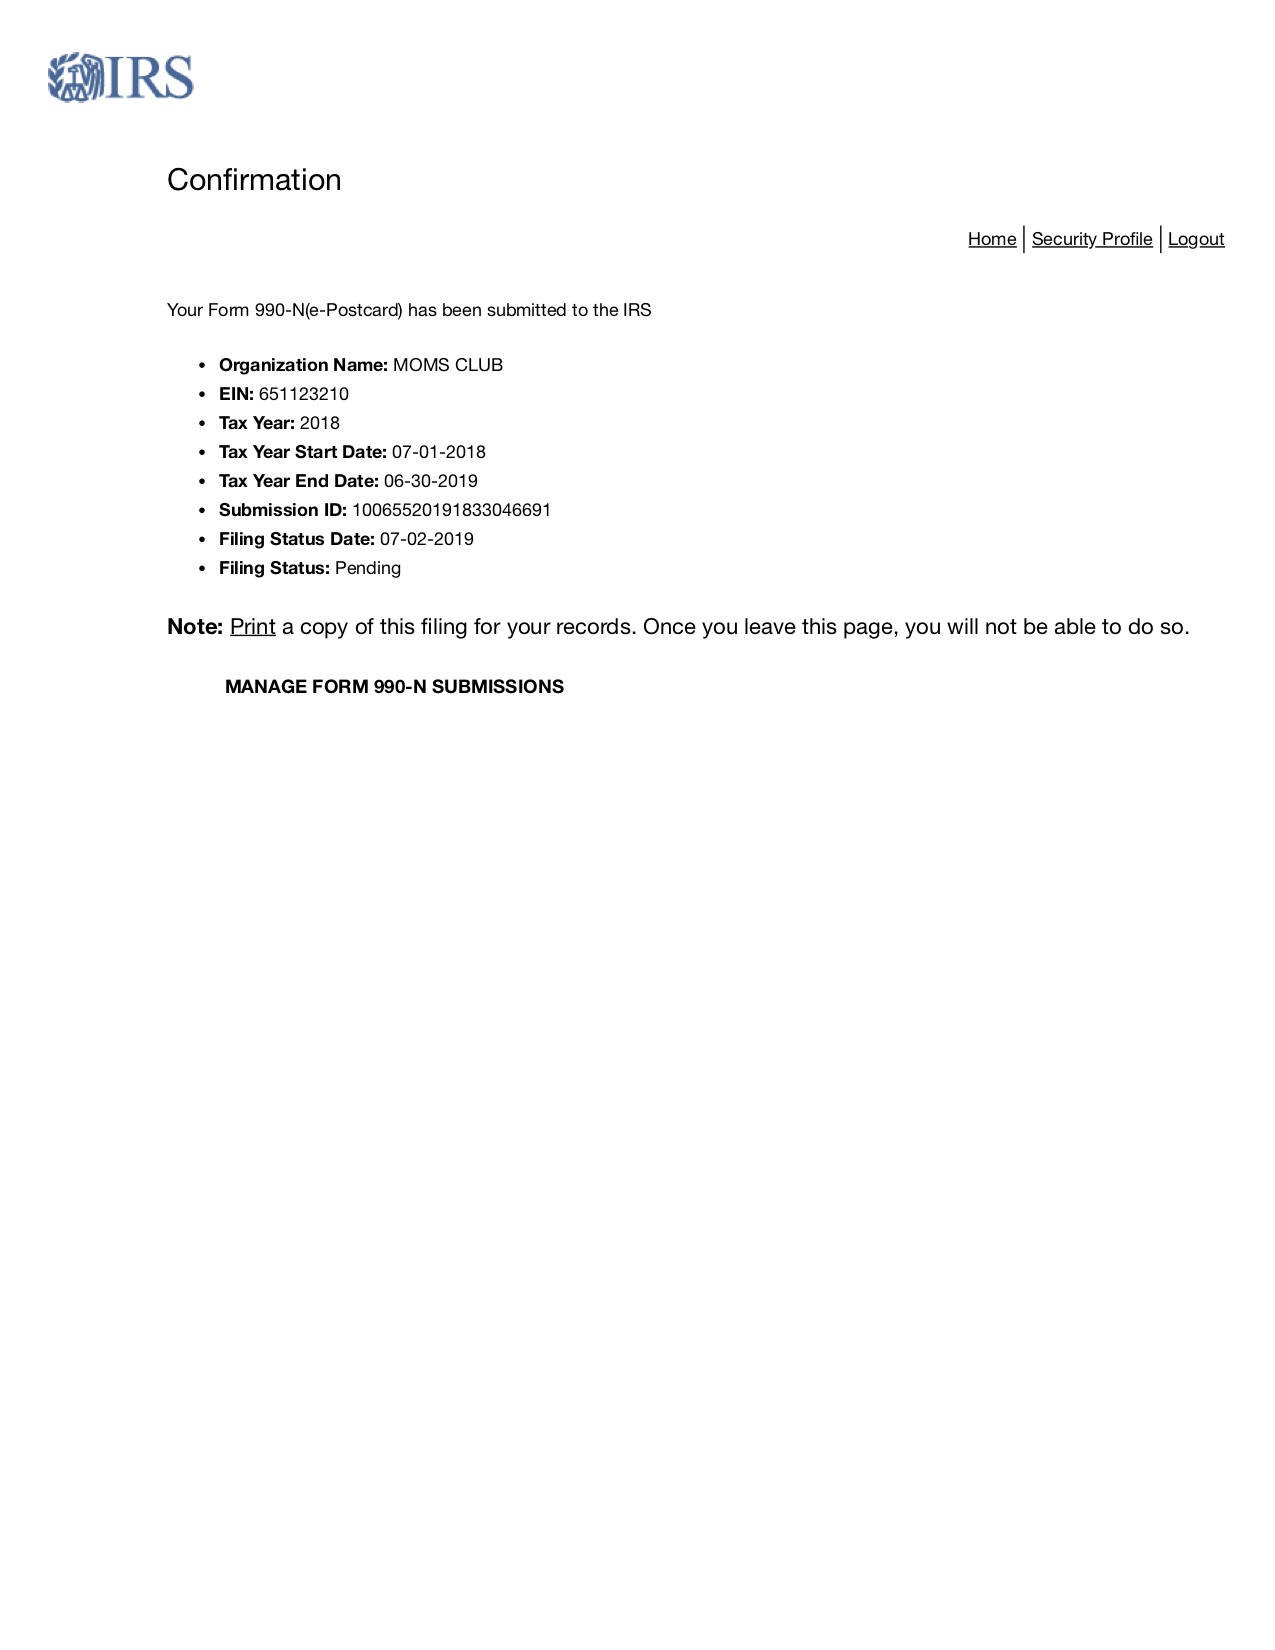 IRS
Confirmation
Home | Security Profile | Logout
Your Form 990-N(e-Postcard) has been submitted to the IRS
• Organization Name: MOMS CLUB
• EIN: 651123210
• Tax Year: 2018
• Tax Year Start Date: 07-01-2018
• Tax Year End Date: 06-30-2019
• Submission ID: 10065520191833046691
• Filing Status Date: 07-02-2019
• Filing Status: Pending
Note: Print a copy of this filing for your records. Once you leave this page, you will not be able to do so.
MANAGE FORM 990-N SUBMISSIONS